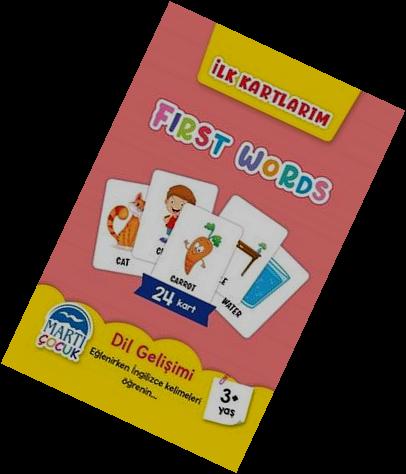 İLK KARTLARIM
FIRST WORDS
CAT
CARROT
WATER
24 kart
MARTI
ÇOCUK
Dil Gelişimi
Eğlenirken İngilizce kelimeleri
öğrenin...
3+
yaş